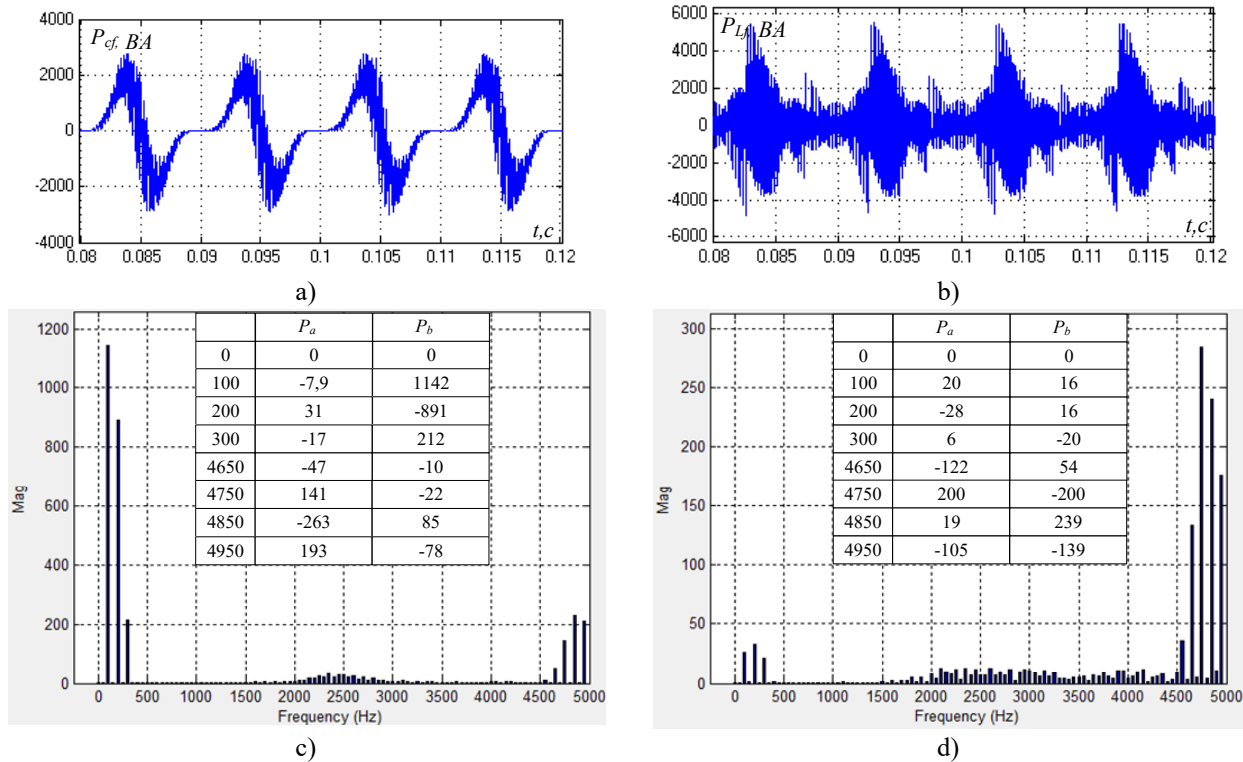 4000
2000
0
-2000
-4000
P_cf, BA
0.08 0.085 0.09 0.095 0.1 0.105 0.11 0.115 0.12
t,c
a)
6000
4000
2000
0
-2000
-4000
-6000
P_Lf, BA
0.08 0.085 0.09 0.095 0.1 0.105 0.11 0.115 0.12
t,c
b)
1200
1000
800
600
400
200
0
Mag
P_a P_b
0 0 0
100 -7,9 1142
200 31 -891
300 -17 212
4650 -47 -10
4750 141 -22
4850 -263 85
4950 193 -78
0 500 1000 1500 2000 2500 3000 3500 4000 4500 5000
Frequency (Hz)
c)
300
250
200
150
100
50
0
Mag
P_a P_b
0 0 0
100 20 16
200 -28 16
300 6 -20
4650 -122 54
4750 200 -200
4850 19 239
4950 -105 -139
0 500 1000 1500 2000 2500 3000 3500 4000 4500 5000
Frequency (Hz)
d)